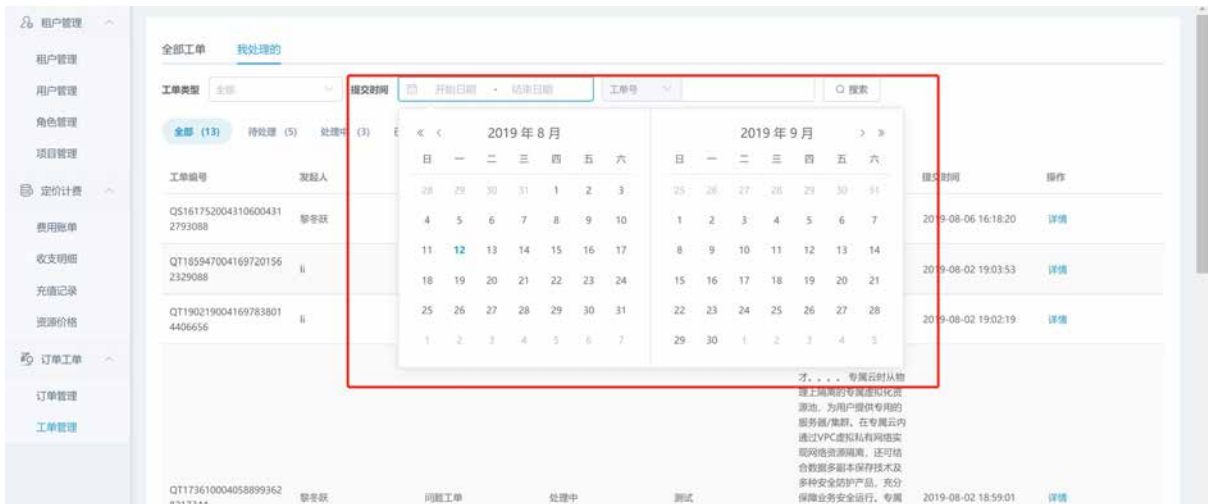 租户管理
租户管理
用户管理
角色管理
项目管理
定价计费
费用账单
收支明细
充值记录
资源价格
订单工单
订单管理
工单管理
全部工单 我处理的
工单类型 全部 提交时间 开始日期 - 结束日期 工单号 搜索
全部 (13) 待处理 (5) 处理中 (3)
« ‹ 2019 年 8 月
日 一 二 三 四 五 六
28 29 30 31 1 2 3
4 5 6 7 8 9 10
11 12 13 14 15 16 17
18 19 20 21 22 23 24
25 26 27 28 29 30 31
1 2 3 4 5 6 7
2019 年 9 月 › »
日 一 二 三 四 五 六
25 26 27 28 29 30 31
1 2 3 4 5 6 7
8 9 10 11 12 13 14
15 16 17 18 19 20 21
22 23 24 25 26 27 28
29 30 1 2 3 4 5
工单编号 发起人 提交时间 操作
QS161752004310600431
2793088
黎冬跃 2019-08-06 16:18:20 详情
QT185947004169720156
2329088
li 2019-08-02 19:03:53 详情
QT190219004169783801
4406656
li 2019-08-02 19:02:19 详情
才。。。。专属云时从物
理上隔离的专属虚拟化资
源池，为用户提供专用的
服务器/集群。在专属云内
通过VPC虚拟私有网络实
现网络资源隔离，还可结
合数据多副本保存技术及
多种安全防护产品，充分
保障业务安全运行。专属
QT173610004058899362
黎冬跃 问题工单 处理中 测试 2019-08-02 18:59:01 详情